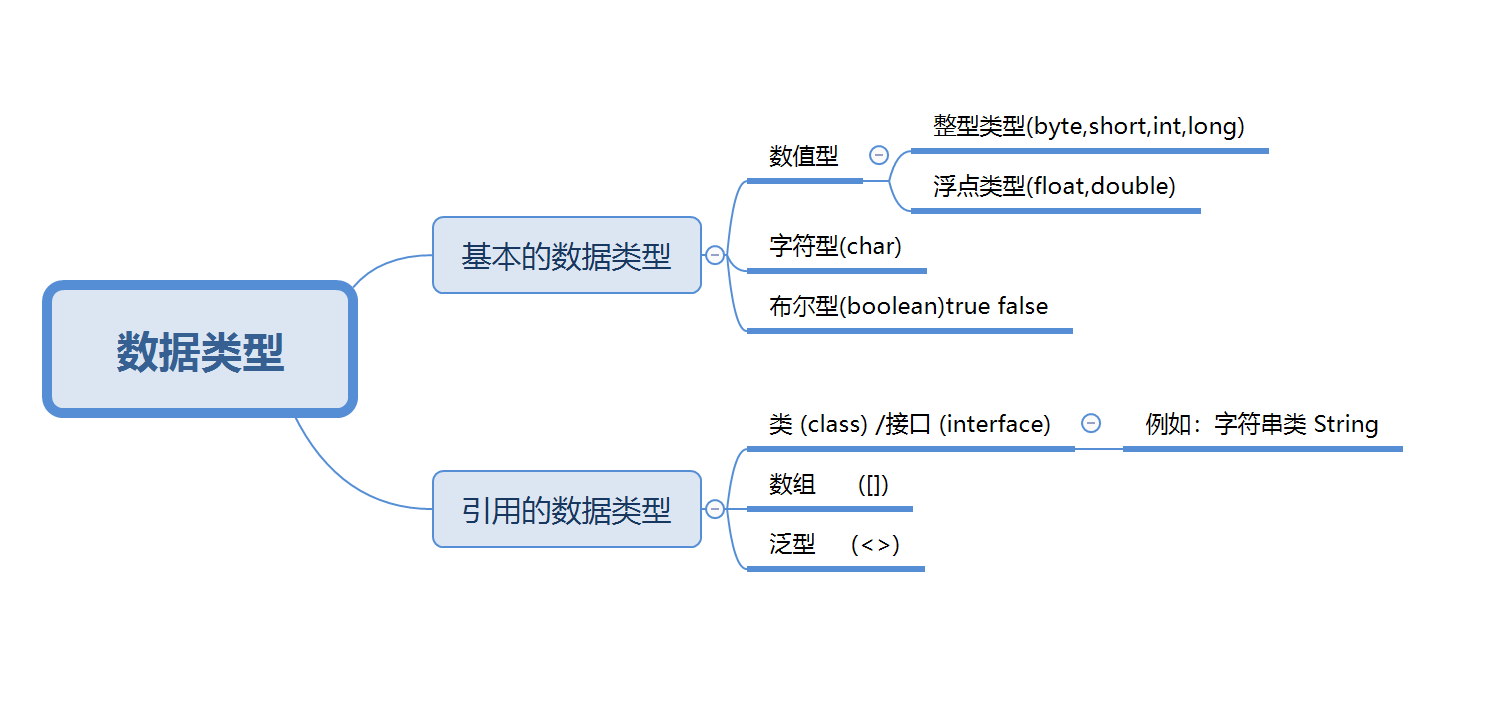 数据类型
基本的数据类型
数值型
整型类型(byte,short,int,long)
浮点类型(float,double)
字符型(char)
布尔型(boolean)true false
引用的数据类型
类 (class) /接口 (interface)
例如：字符串类 String
数组 ([])
泛型 (<>)